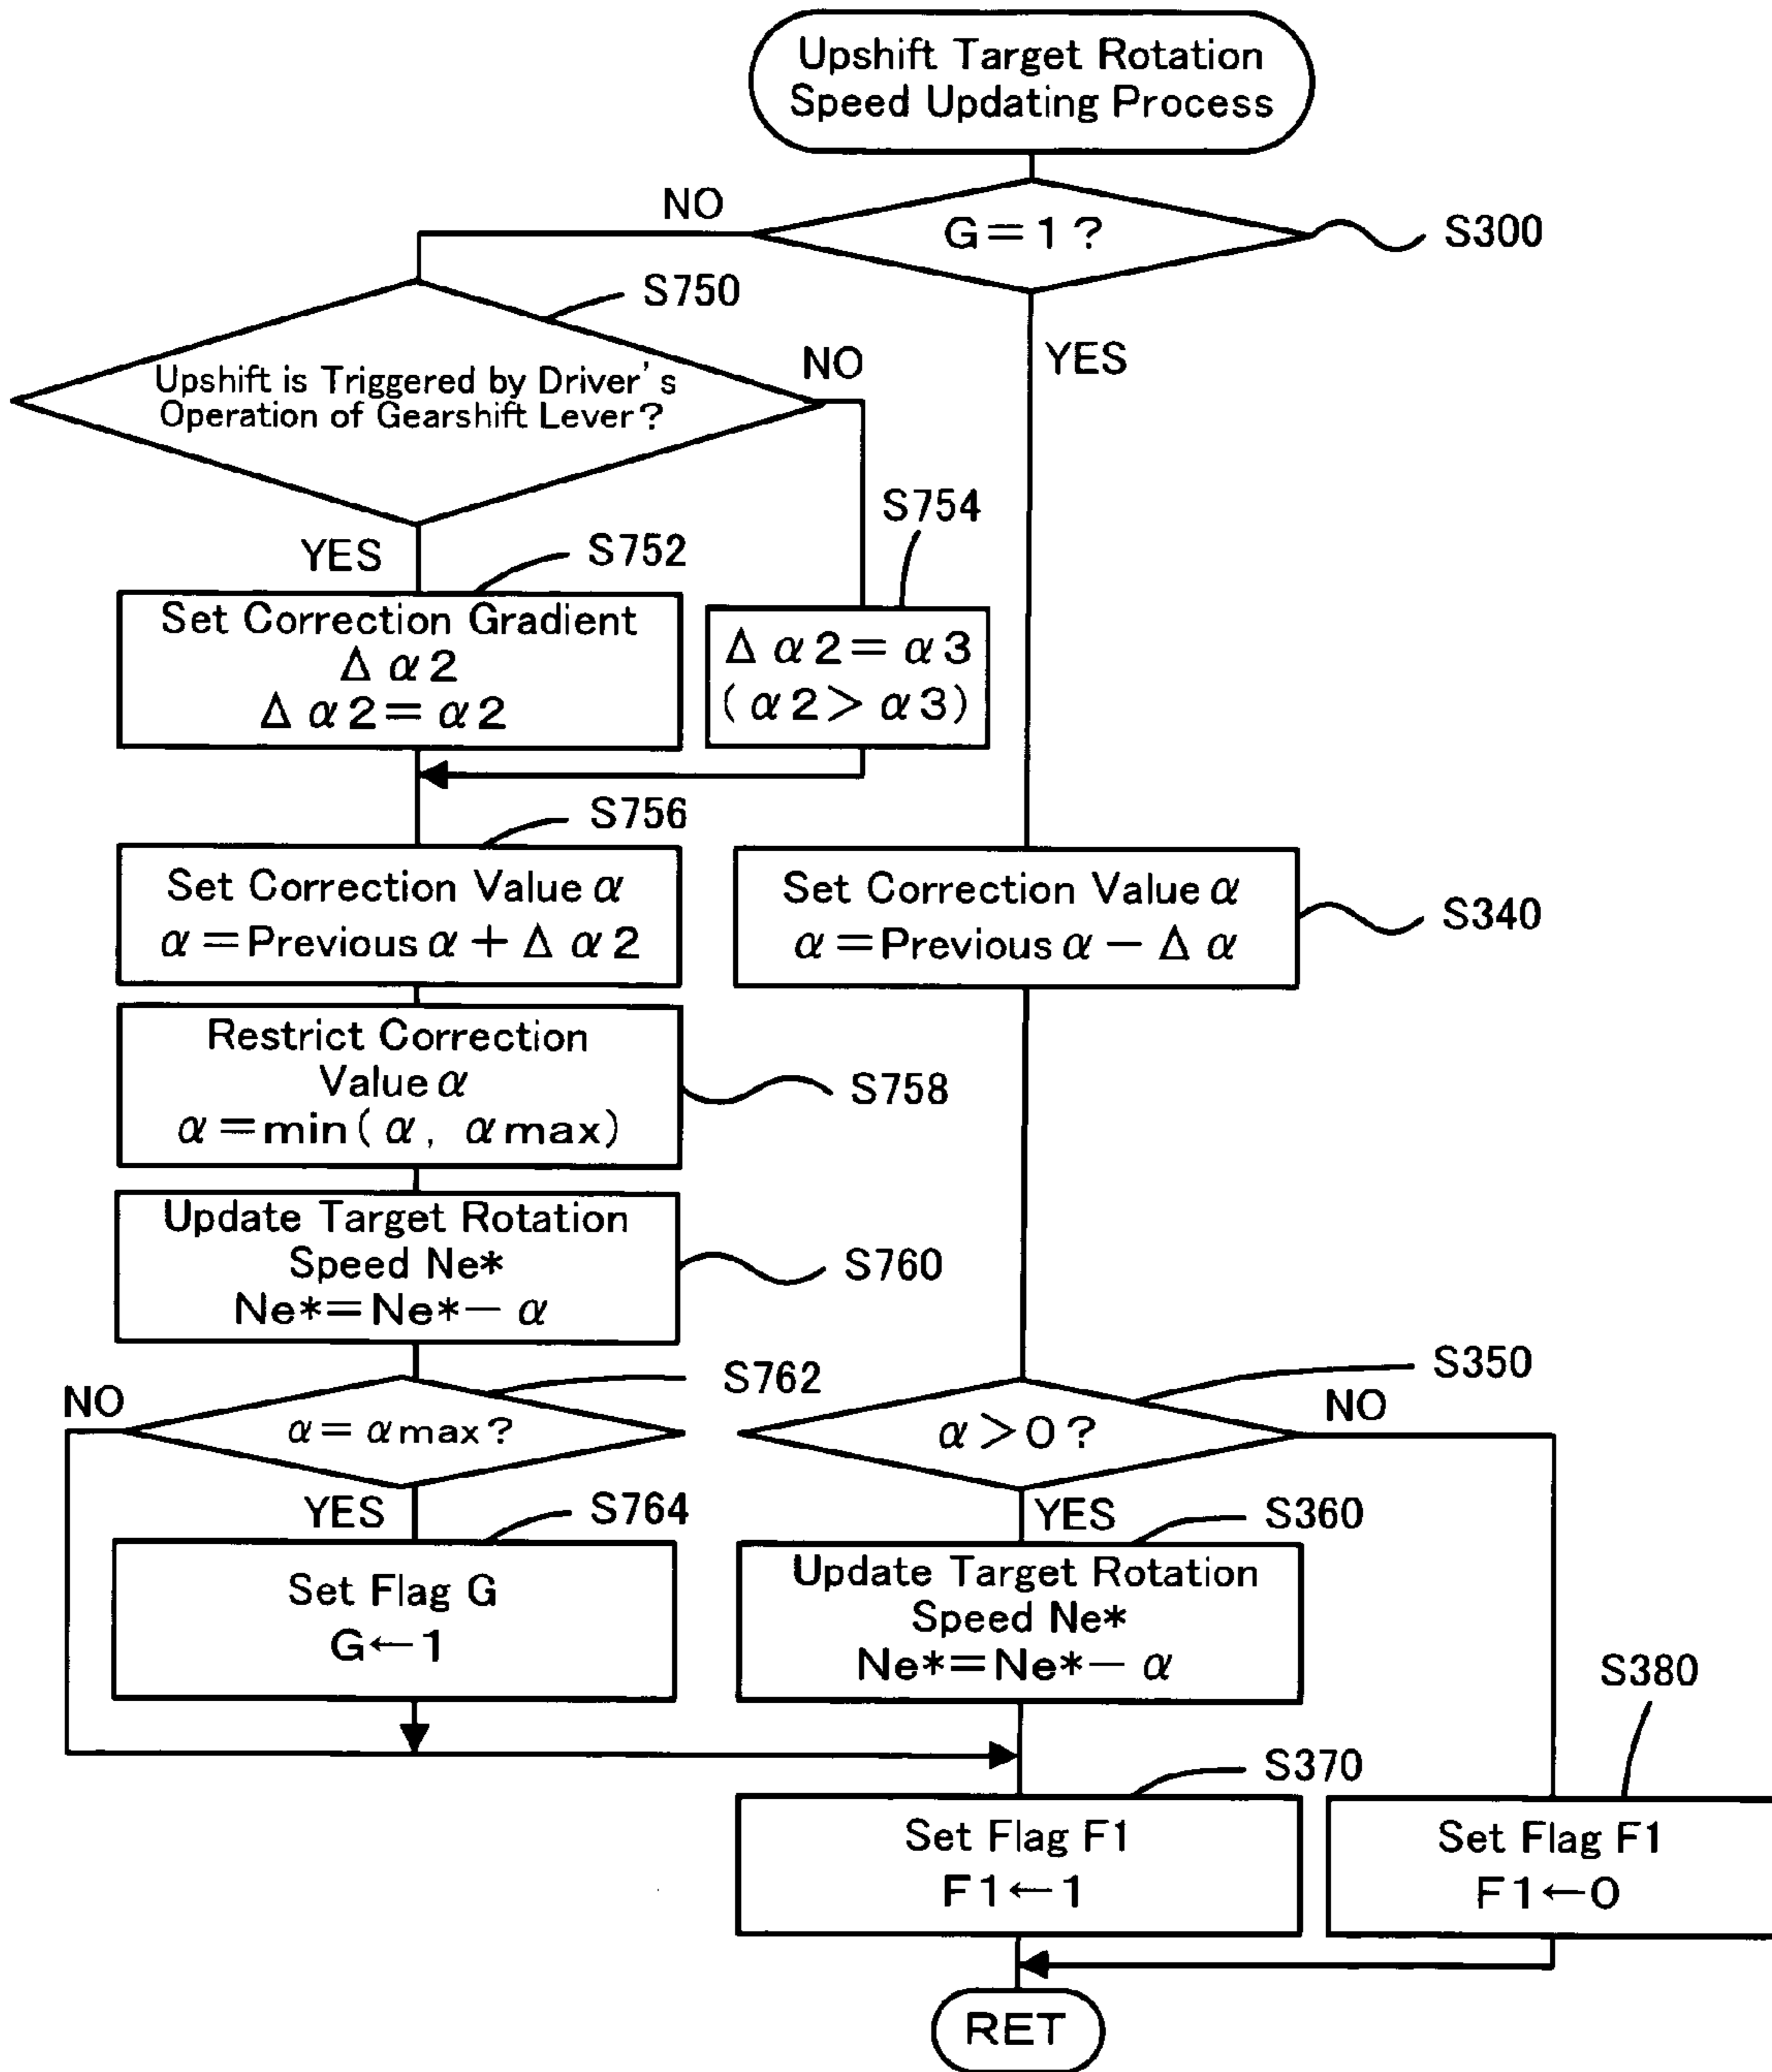 Upshift Target Rotation
Speed Updating Process
NO
G=1?
S300
S750
YES
NO
Upshift is Triggered by Driver's
Operation of Gearshift Lever?
S754
YES
S752
Set Correction Gradient
Δα2
Δα2=α2
Δα2=α3
(α2>α3)
S756
Set Correction Value α
α=Previous α+Δα2
Set Correction Value α
α=Previous α-Δα
S340
Restrict Correction
Value α
α=min(α, αmax)
S758
Update Target Rotation
Speed Ne*
Ne*=Ne*-α
S760
S762
S350
NO
α=αmax?
α>0?
NO
YES
S764
YES
S360
Set Flag G
G←1
Update Target Rotation
Speed Ne*
Ne*=Ne*-α
S380
S370
Set Flag F1
F1←1
Set Flag F1
F1←0
RET